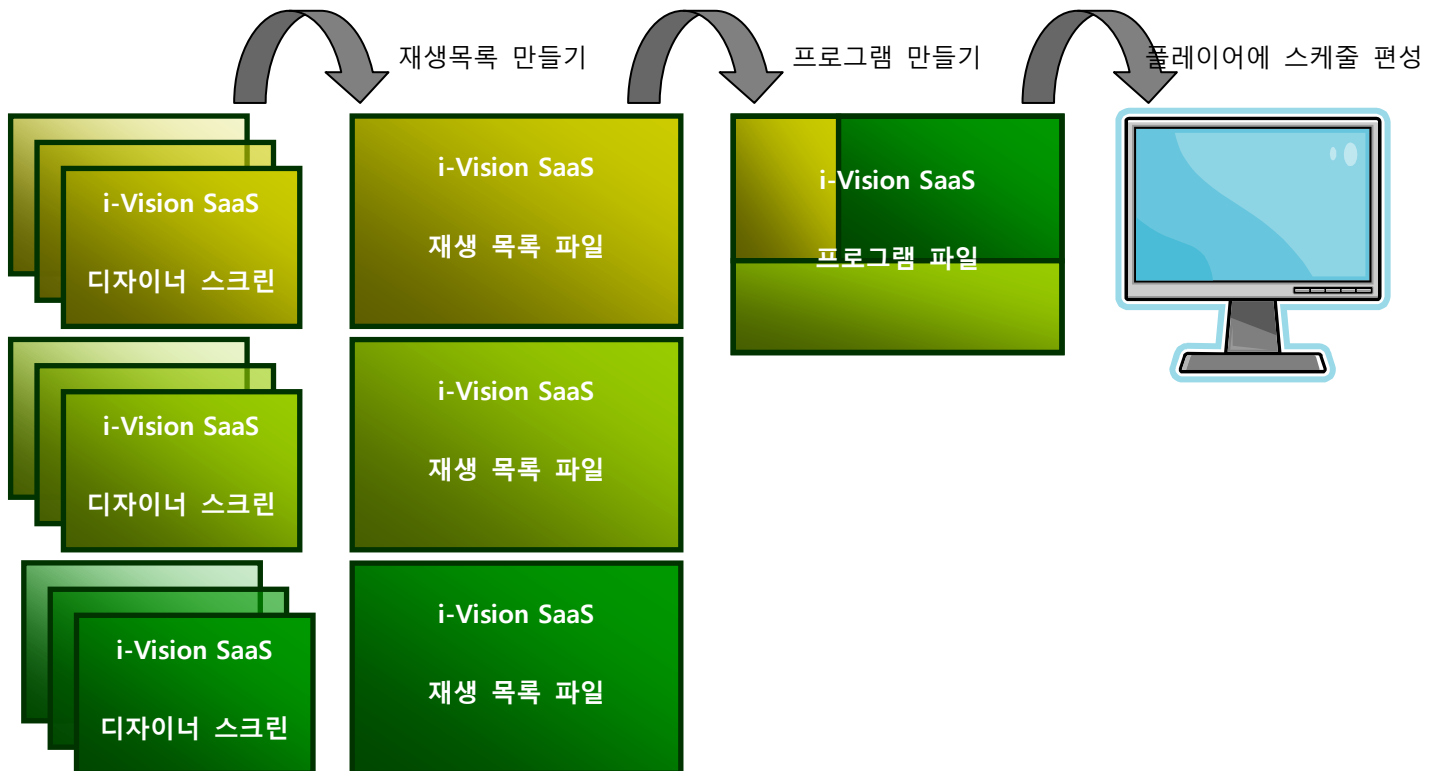 재생목록 만들기
프로그램 만들기
플레이어에 스케줄 편성
i-Vision SaaS
디자이너 스크린
i-Vision SaaS
재생 목록 파일
i-Vision SaaS
프로그램 파일
i-Vision SaaS
디자이너 스크린
i-Vision SaaS
재생 목록 파일
i-Vision SaaS
디자이너 스크린
i-Vision SaaS
재생 목록 파일